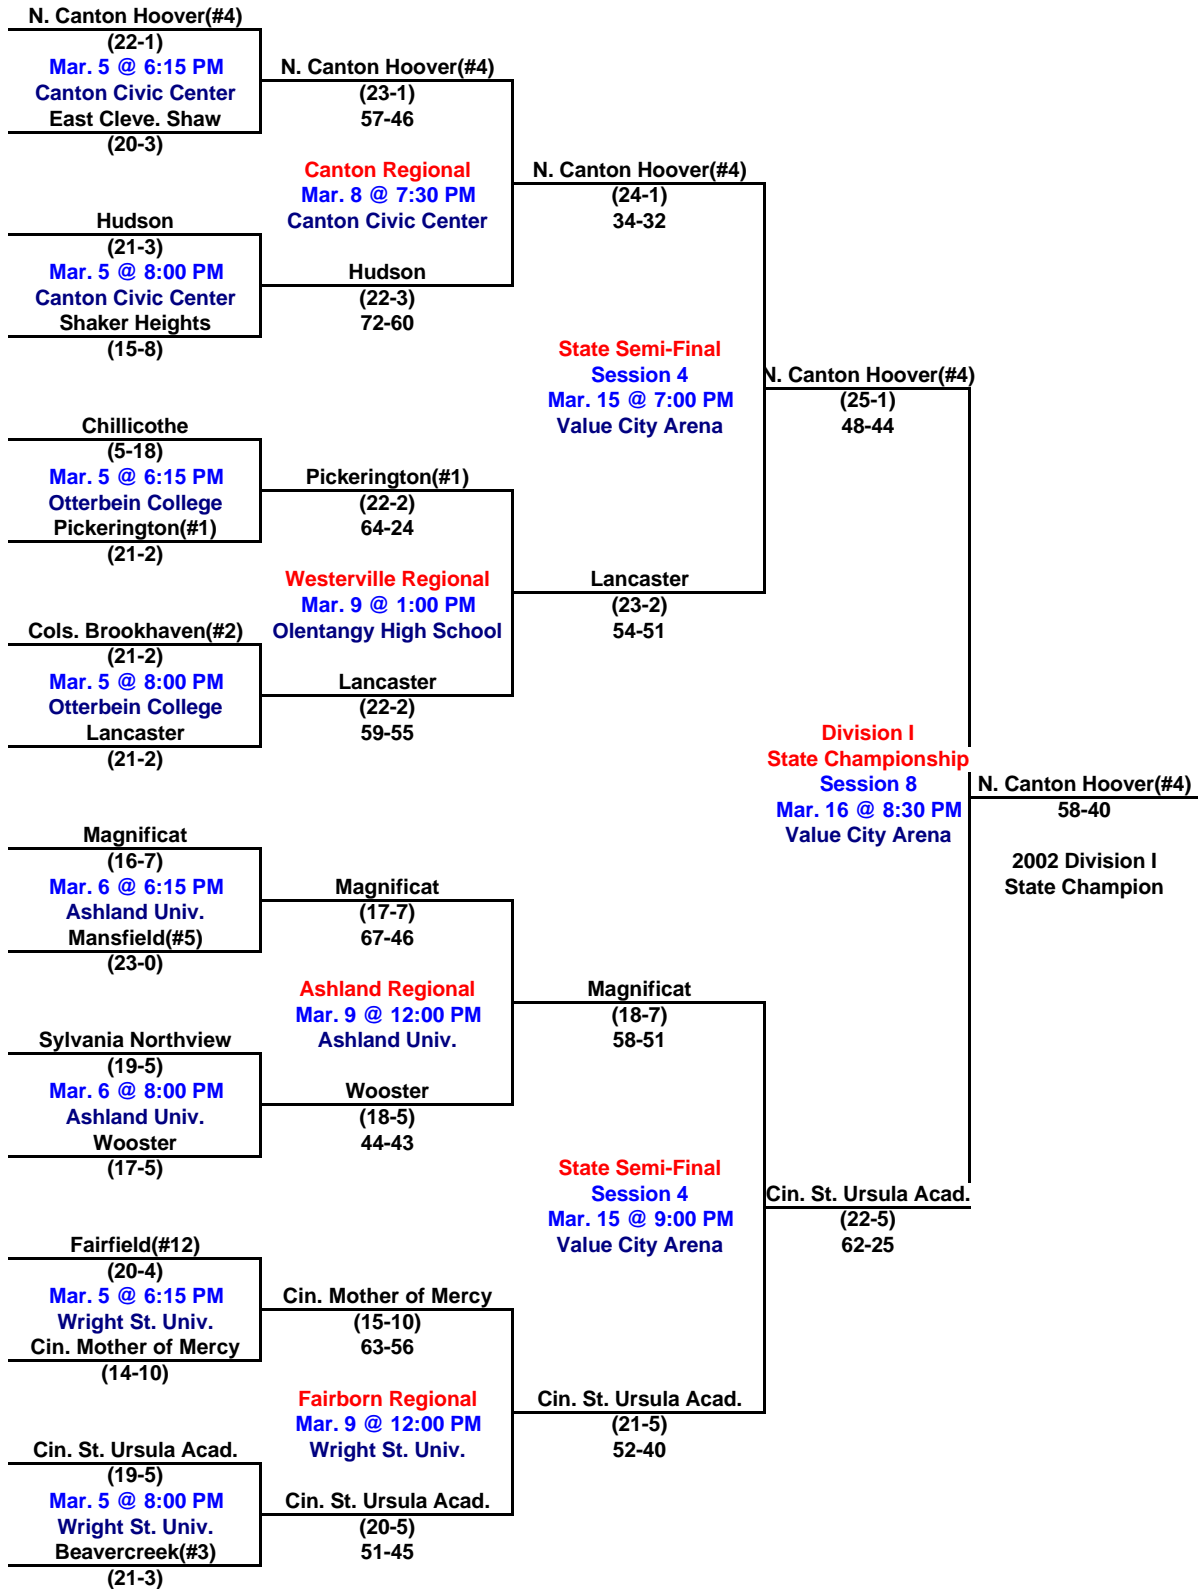 N. Canton Hoover(#4)
(22-1)
Mar. 5 @ 6:15 PM
Canton Civic Center
East Cleve. Shaw
(20-3)
Hudson
(21-3)
Mar. 5 @ 8:00 PM
Canton Civic Center
Shaker Heights
(15-8)
Chillicothe
(5-18)
Mar. 5 @ 6:15 PM
Otterbein College
Pickerington(#1)
(21-2)
Cols. Brookhaven(#2)
(21-2)
Mar. 5 @ 8:00 PM
Otterbein College
Lancaster
(21-2)
Magnificat
(16-7)
Mar. 6 @ 6:15 PM
Ashland Univ.
Mansfield(#5)
(23-0)
Sylvania Northview
(19-5)
Mar. 6 @ 8:00 PM
Ashland Univ.
Wooster
(17-5)
Fairfield(#12)
(20-4)
Mar. 5 @ 6:15 PM
Wright St. Univ.
Cin. Mother of Mercy
(14-10)
Cin. St. Ursula Acad.
(19-5)
Mar. 5 @ 8:00 PM
Wright St. Univ.
Beavercreek(#3)
(21-3)
N. Canton Hoover(#4)
(23-1)
57-46
Canton Regional
Mar. 8 @ 7:30 PM
Canton Civic Center
Hudson
(22-3)
72-60
Pickerington(#1)
(22-2)
64-24
Westerville Regional
Mar. 9 @ 1:00 PM
Olentangy High School
Lancaster
(22-2)
59-55
Magnificat
(17-7)
67-46
Ashland Regional
Mar. 9 @ 12:00 PM
Ashland Univ.
Wooster
(18-5)
44-43
Cin. Mother of Mercy
(15-10)
63-56
Fairborn Regional
Mar. 9 @ 12:00 PM
Wright St. Univ.
Cin. St. Ursula Acad.
(20-5)
51-45
N. Canton Hoover(#4)
(24-1)
34-32
State Semi-Final
Session 4
Mar. 15 @ 7:00 PM
Value City Arena
Lancaster
(23-2)
54-51
Magnificat
(18-7)
58-51
State Semi-Final
Session 4
Mar. 15 @ 9:00 PM
Value City Arena
Cin. St. Ursula Acad.
(21-5)
52-40
N. Canton Hoover(#4)
(25-1)
48-44
Division I
State Championship
Session 8
Mar. 16 @ 8:30 PM
Value City Arena
Cin. St. Ursula Acad.
(22-5)
62-25
N. Canton Hoover(#4)
58-40
2002 Division I
State Champion